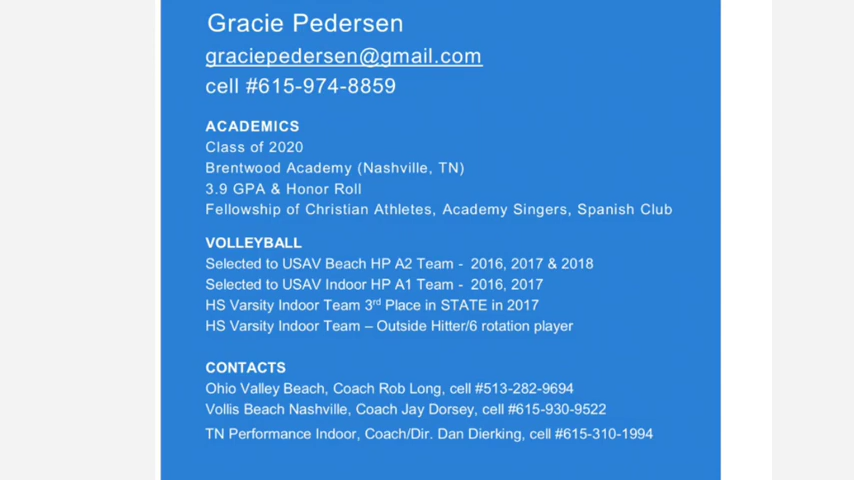 Gracie Pedersen
graciepedersen@gmail.com
cell #615-974-8859
ACADEMICS
Class of 2020
Brentwood Academy (Nashville, TN)
3.9 GPA & Honor Roll
Fellowship of Christian Athletes, Academy Singers, Spanish Club
VOLLEYBALL
Selected to USAV Beach HP A2 Team - 2016, 2017 & 2018
Selected to USAV Indoor HP A1 Team - 2016, 2017
HS Varsity Indoor Team 3rd Place in STATE in 2017
HS Varsity Indoor Team – Outside Hitter/6 rotation player
CONTACTS
Ohio Valley Beach, Coach Rob Long, cell #513-282-9694
Vollis Beach Nashville, Coach Jay Dorsey, cell #615-930-9522
TN Performance Indoor, Coach/Dir. Dan Dierking, cell #615-310-1994